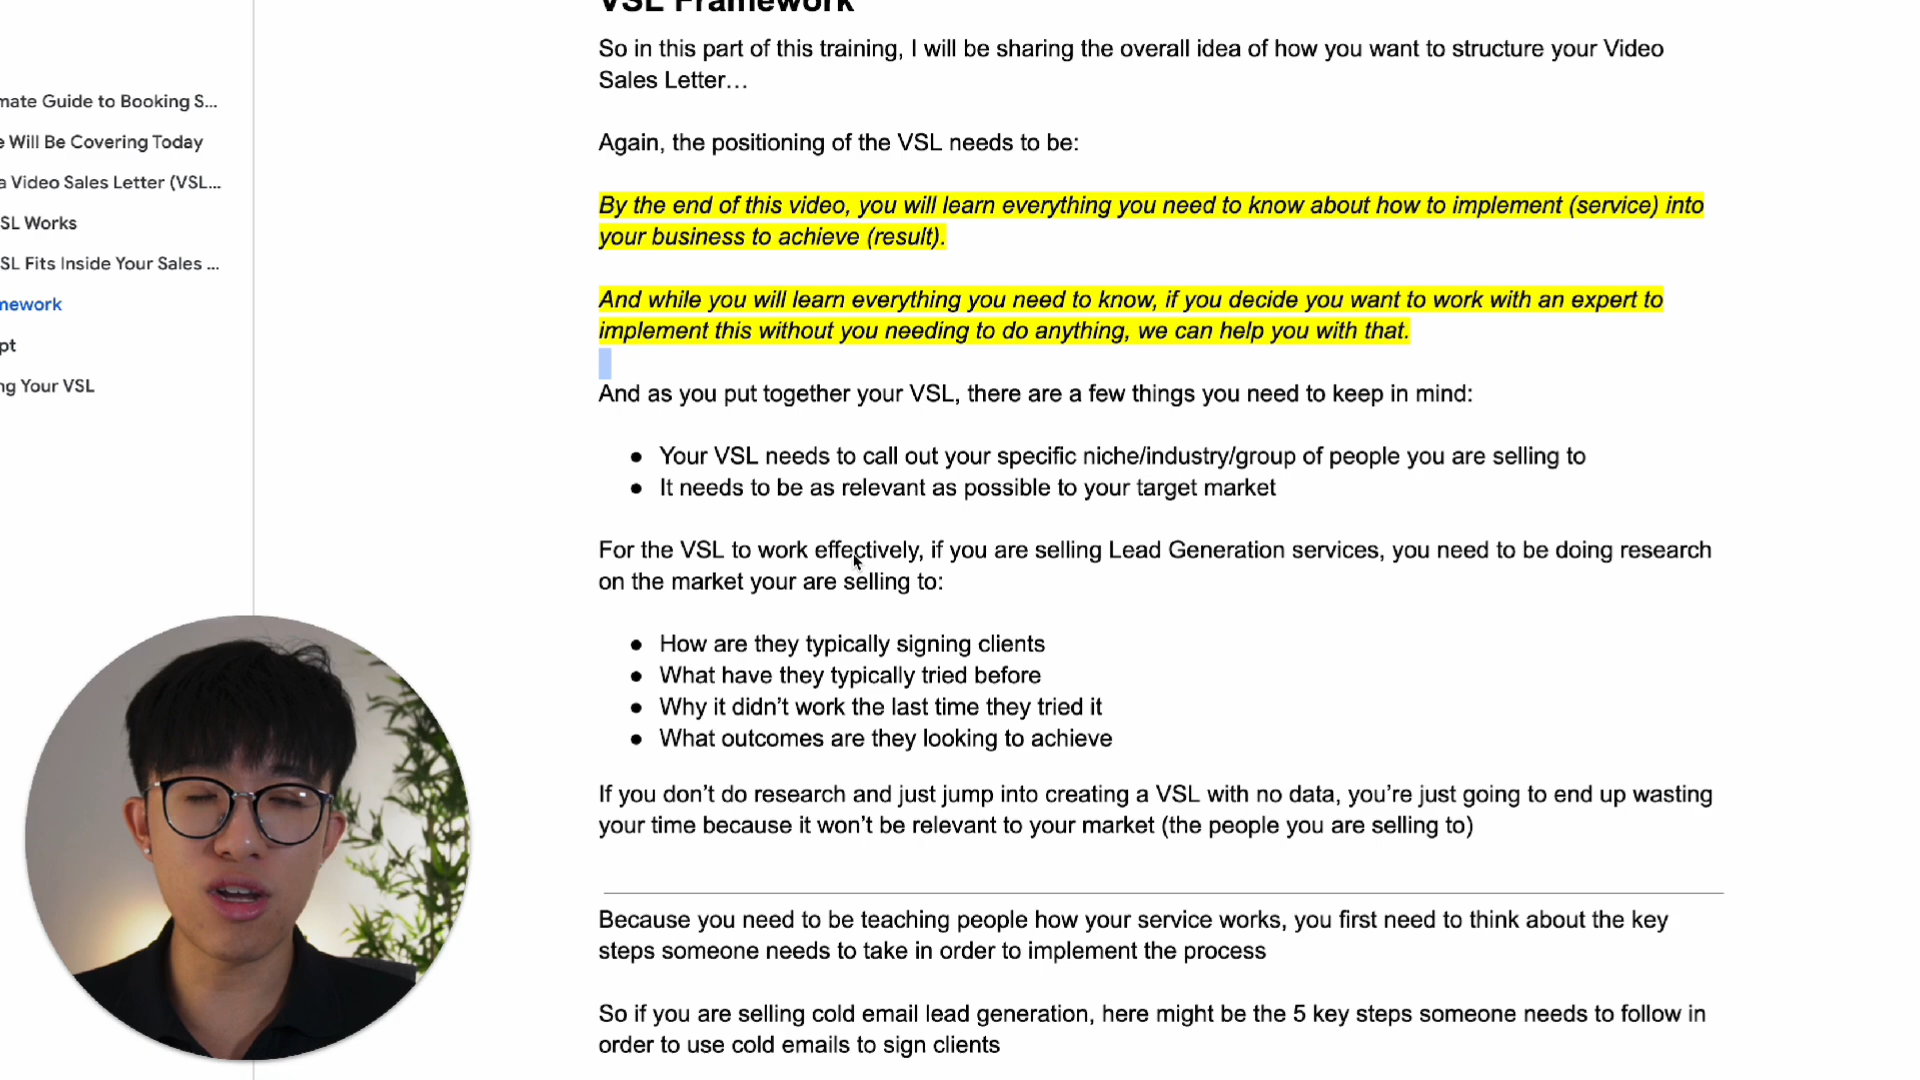 VSL Framework
So in this part of this training, I will be sharing the overall idea of how you want to structure your Video
Sales Letter…
Again, the positioning of the VSL needs to be:
By the end of this video, you will learn everything you need to know about how to implement (service) into
your business to achieve (result).
And while you will learn everything you need to know, if you decide you want to work with an expert to
implement this without you needing to do anything, we can help you with that.
And as you put together your VSL, there are a few things you need to keep in mind:
● Your VSL needs to call out your specific niche/industry/group of people you are selling to
● It needs to be as relevant as possible to your target market
For the VSL to work effectively, if you are selling Lead Generation services, you need to be doing research
on the market your are selling to:
● How are they typically signing clients
● What have they typically tried before
● Why it didn’t work the last time they tried it
● What outcomes are they looking to achieve
If you don’t do research and just jump into creating a VSL with no data, you’re just going to end up wasting
your time because it won’t be relevant to your market (the people you are selling to)
Because you need to be teaching people how your service works, you first need to think about the key
steps someone needs to take in order to implement the process
So if you are selling cold email lead generation, here might be the 5 key steps someone needs to follow in
order to use cold emails to sign clients
mate Guide to Booking S...
e Will Be Covering Today
a Video Sales Letter (VSL...
SL Works
SL Fits Inside Your Sales ...
mework
pt
ng Your VSL